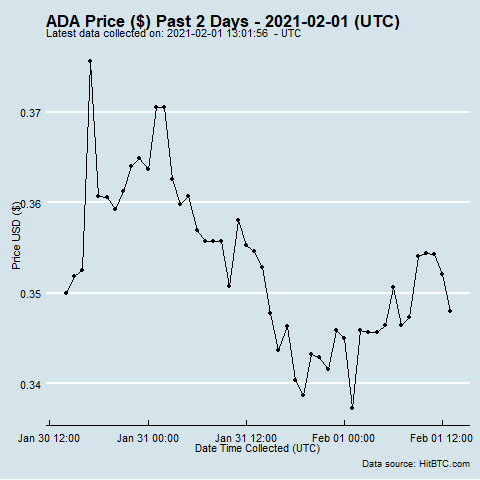 ADA Price ($) Past 2 Days - 2021-02-01 (UTC)
Latest data collected on: 2021-02-01 13:01:56 - UTC
0.37
0.36
0.35
0.34
Price USD ($)
Jan 30 12:00 Jan 31 00:00 Jan 31 12:00 Feb 01 00:00 Feb 01 12:00
Date Time Collected (UTC)
Data source: HitBTC.com